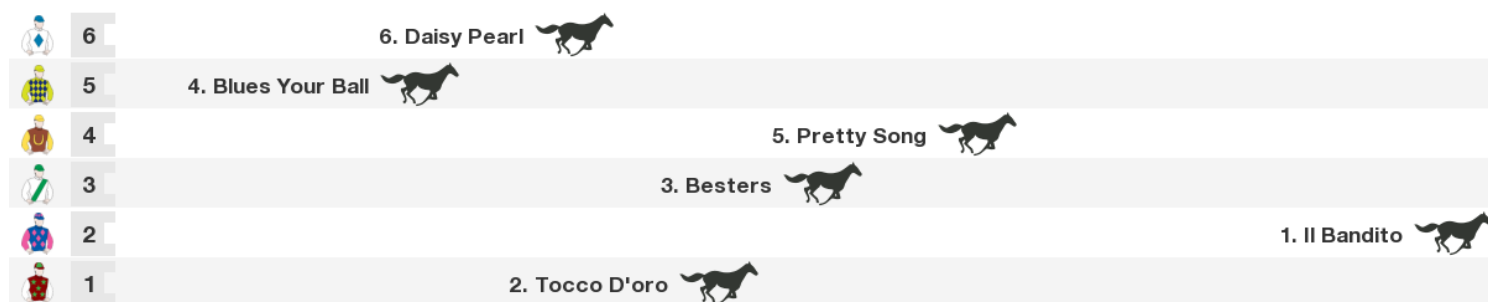 6 6. Daisy Pearl
5 4. Blues Your Ball
4 5. Pretty Song
3 3. Besters
2 1. Il Bandito
1 2. Tocco D'oro